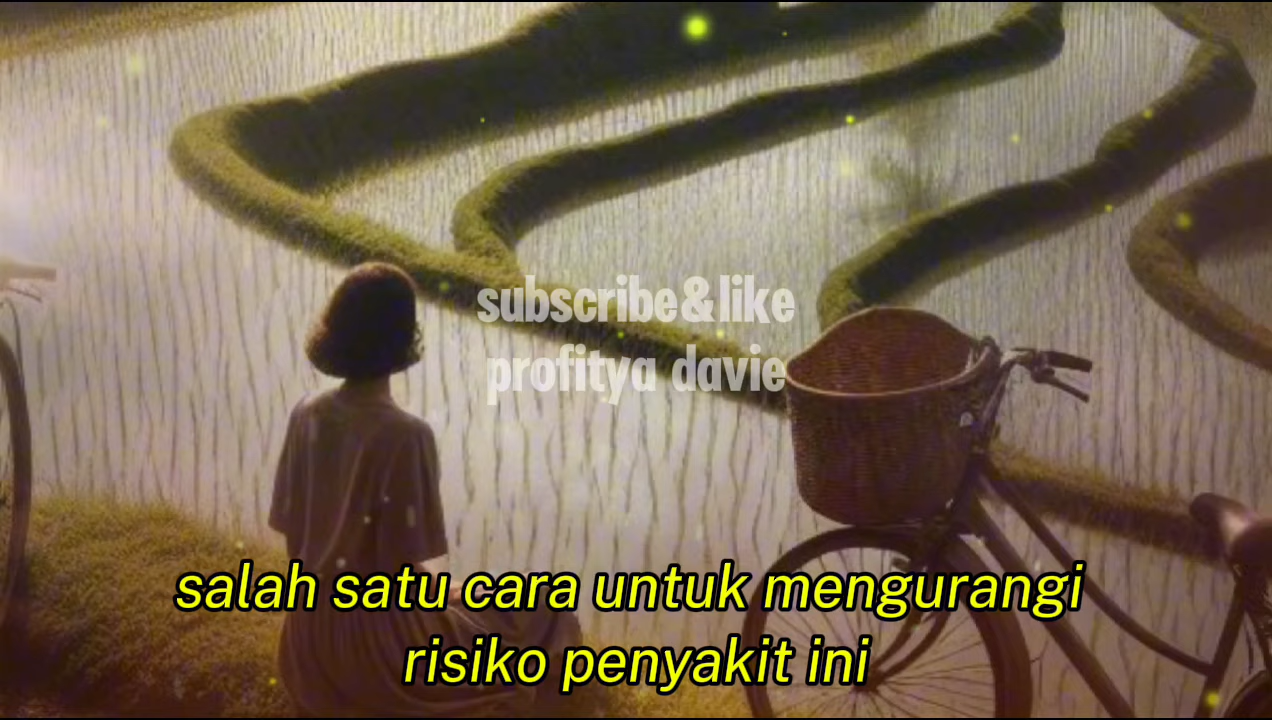 subscribe&like
profitya davie
salah satu cara untuk mengurangi
risiko penyakit ini